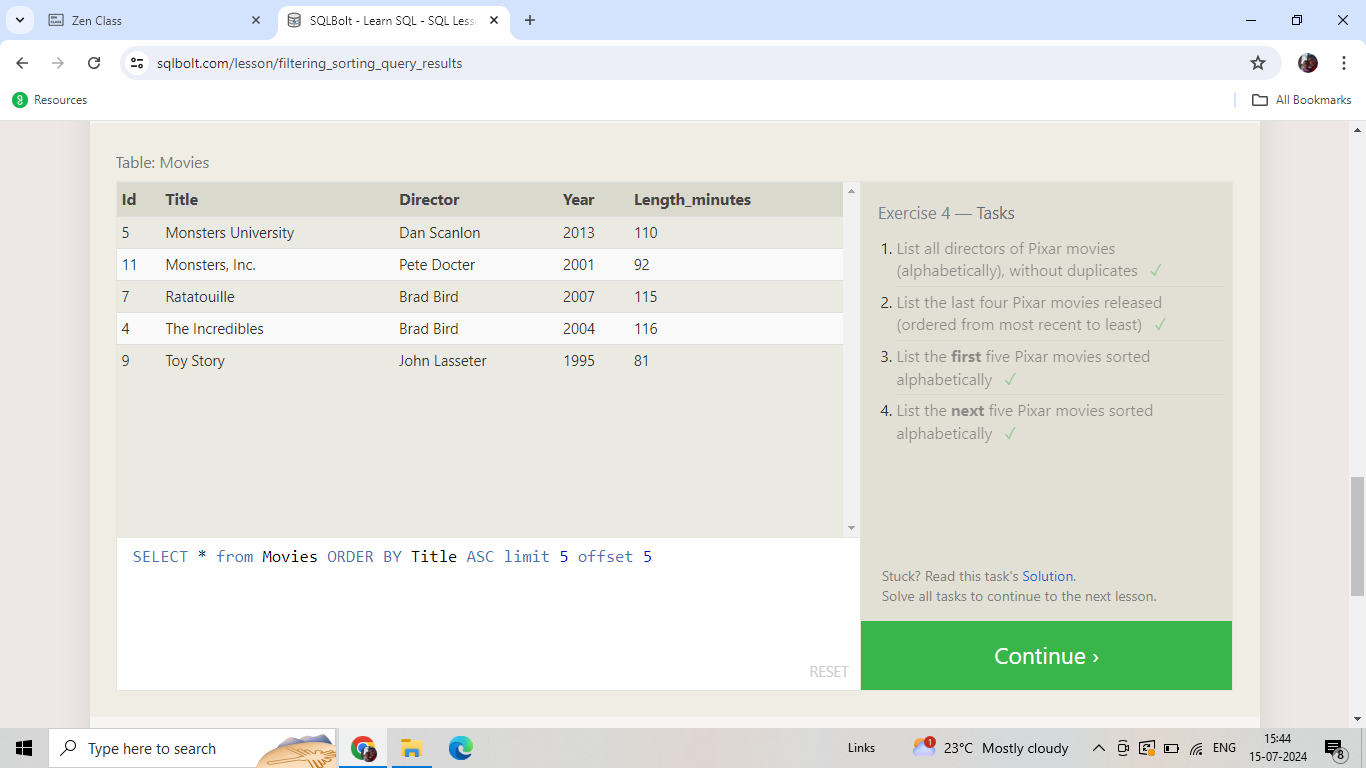 Zen Class
SQLBolt - Learn SQL - SQL Less
sqlbolt.com/lesson/filtering_sorting_query_results
Resources
All Bookmarks
Table: Movies
Id Title Director Year Length_minutes
5 Monsters University Dan Scanlon 2013 110
11 Monsters, Inc. Pete Docter 2001 92
7 Ratatouille Brad Bird 2007 115
4 The Incredibles Brad Bird 2004 116
9 Toy Story John Lasseter 1995 81
SELECT * from Movies ORDER BY Title ASC limit 5 offset 5
RESET
Exercise 4 — Tasks
1. List all directors of Pixar movies
(alphabetically), without duplicates ✓
2. List the last four Pixar movies released
(ordered from most recent to least) ✓
3. List the first five Pixar movies sorted
alphabetically ✓
4. List the next five Pixar movies sorted
alphabetically ✓
Stuck? Read this task's Solution.
Solve all tasks to continue to the next lesson.
Continue ›
Type here to search
Links
1
23°C Mostly cloudy
ENG
15:44
15-07-2024
8